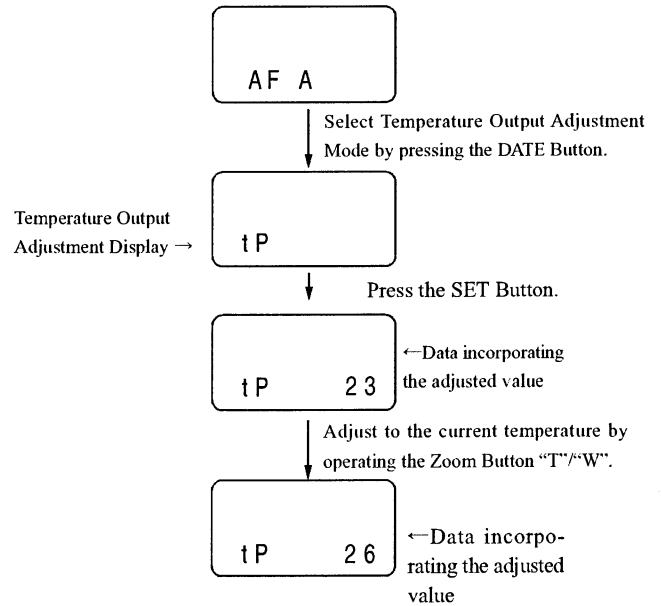 AF A
Select Temperature Output Adjustment
Mode by pressing the DATE Button.
Temperature Output
Adjustment Display →
tP
Press the SET Button.
tP 23
←Data incorporating
the adjusted value
Adjust to the current temperature by
operating the Zoom Button “T”/“W”.
tP 26
←Data incorpo-
rating the adjusted
value